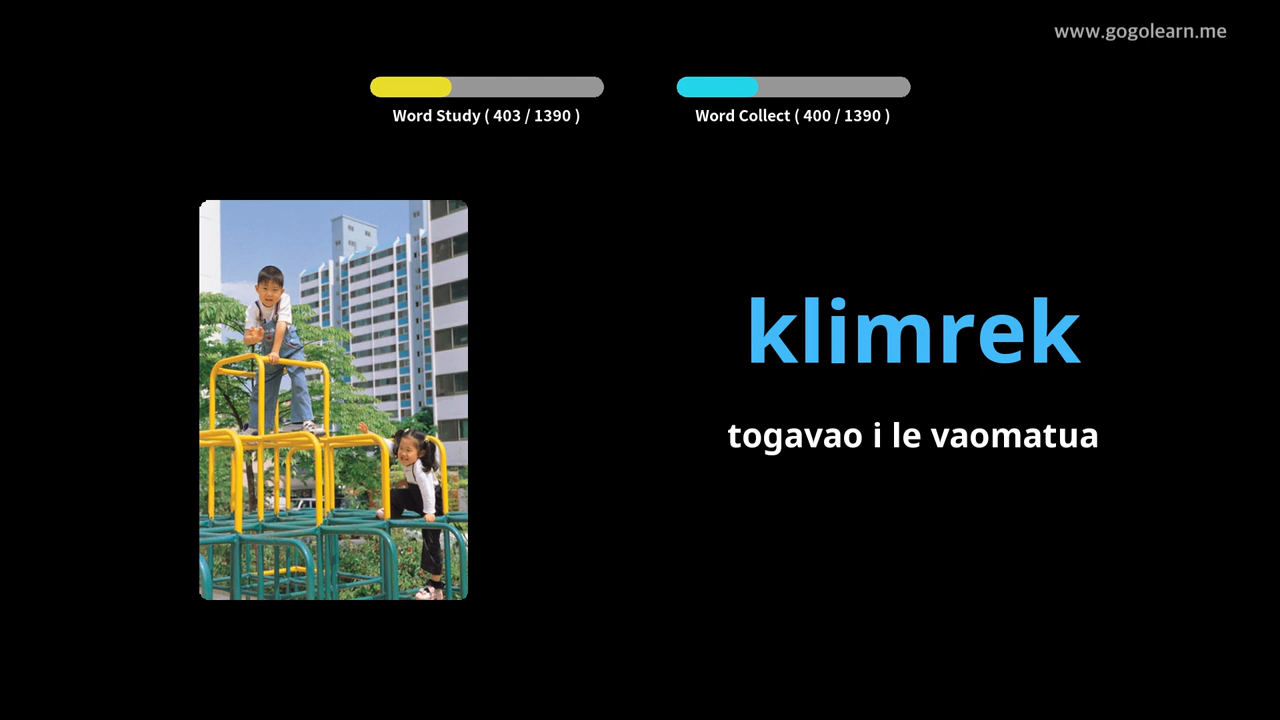 www.gogolearn.me
Word Study ( 403 / 1390 )
Word Collect ( 400 / 1390 )
klimrek
togavao i le vaomatua